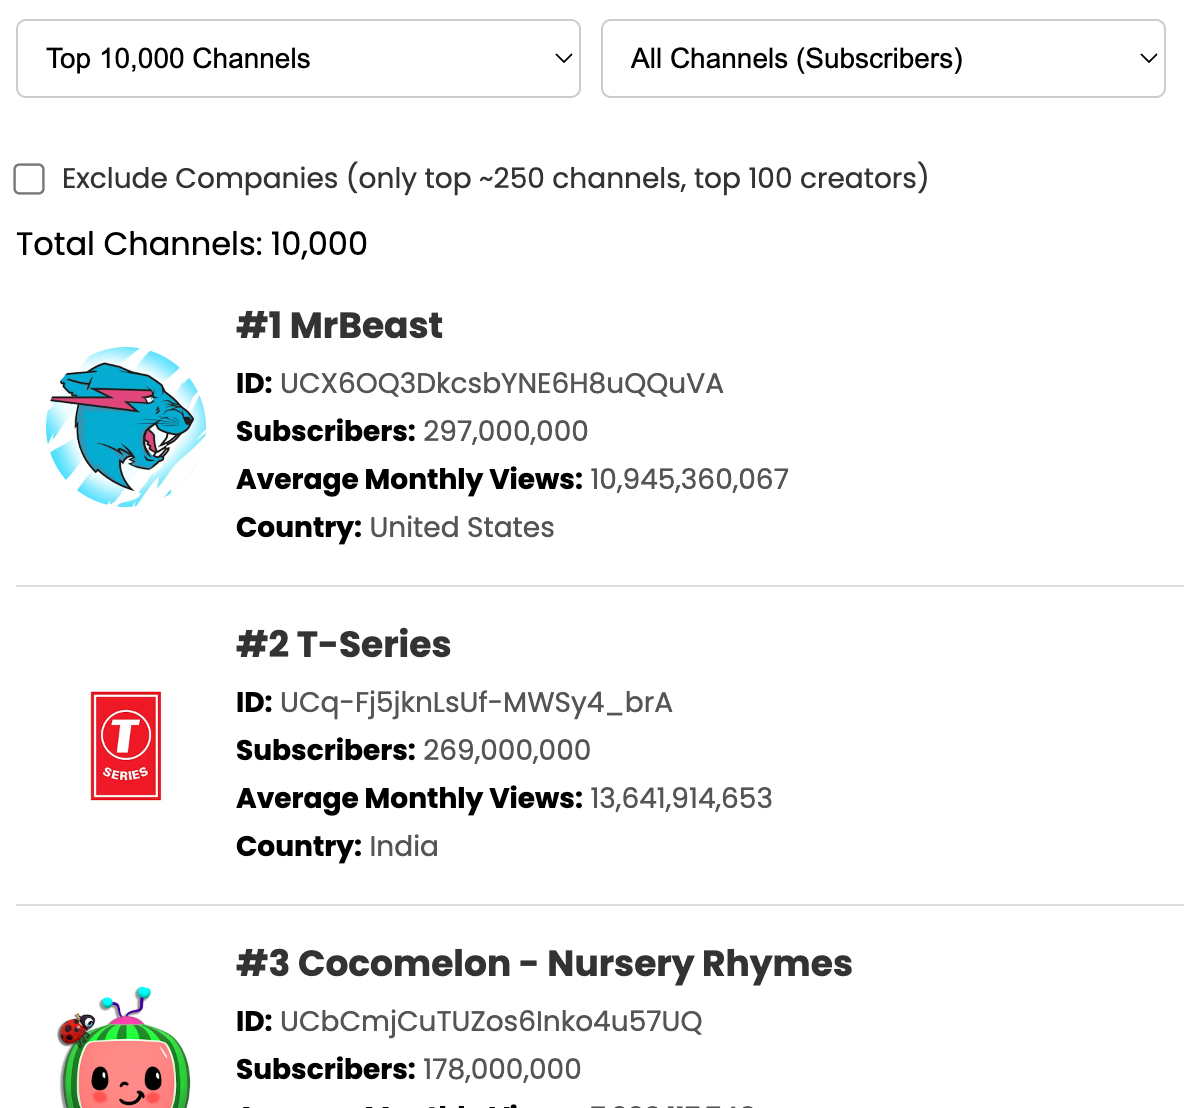 Top 10,000 Channels
All Channels (Subscribers)
Exclude Companies (only top ~250 channels, top 100 creators)
Total Channels: 10,000
#1 MrBeast
ID: UCX6OQ3DkcsbYNE6H8uQQuVA
Subscribers: 297,000,000
Average Monthly Views: 10,945,360,067
Country: United States
#2 T-Series
T
SERIES
ID: UCq-Fj5jknLsUf-MWSy4_brA
Subscribers: 269,000,000
Average Monthly Views: 13,641,914,653
Country: India
#3 Cocomelon - Nursery Rhymes
ID: UCbCmjCuTUZos6Inko4u57UQ
Subscribers: 178,000,000